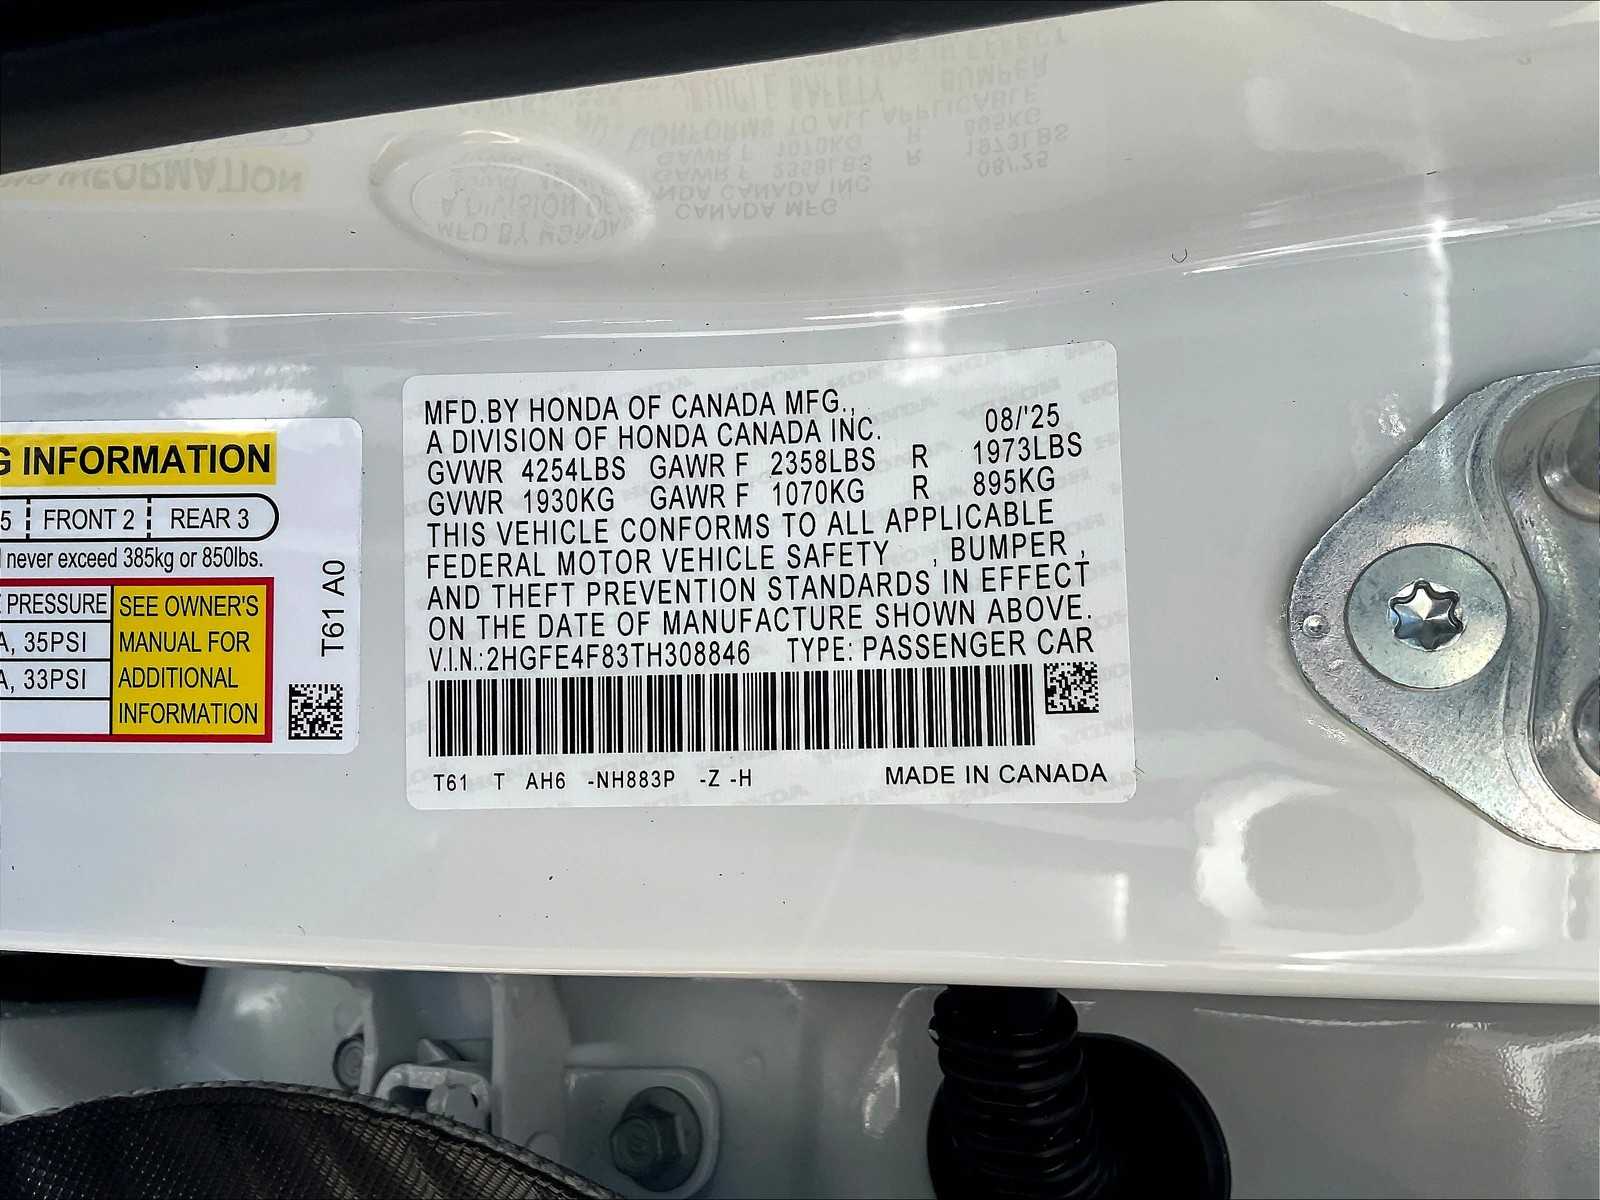 G INFORMATION
5 FRONT 2 REAR 3
never exceed 385kg or 850lbs.
PRESSURE
A, 35PSI
A, 33PSI
SEE OWNER'S
MANUAL FOR
ADDITIONAL
INFORMATION
T61 A0
MFD.BY HONDA OF CANADA MFG.,
A DIVISION OF HONDA CANADA INC. 08/'25
GVWR 4254LBS GAWR F 2358LBS R 1973LBS
GVWR 1930KG GAWR F 1070KG R 895KG
THIS VEHICLE CONFORMS TO ALL APPLICABLE
FEDERAL MOTOR VEHICLE SAFETY , BUMPER ,
AND THEFT PREVENTION STANDARDS IN EFFECT
ON THE DATE OF MANUFACTURE SHOWN ABOVE.
V.I.N.:2HGFE4F83TH308846 TYPE: PASSENGER CAR
T61 T AH6 -NH883P -Z -H MADE IN CANADA